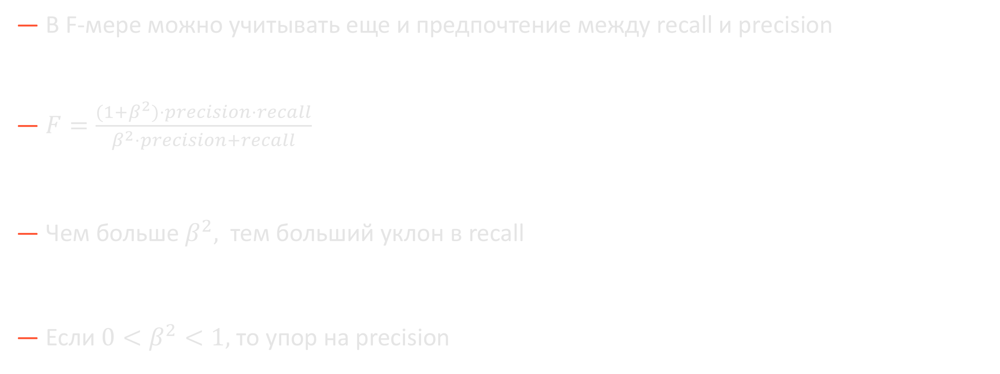 — В F-мере можно учитывать еще и предпочтение между recall и precision
— $F = \frac{(1+\beta^2)\cdot precision\cdot recall}{\beta^2\cdot precision+recall}$
— Чем больше $\beta^2$, тем больший уклон в recall
— Если $0 < \beta^2 < 1$, то упор на precision